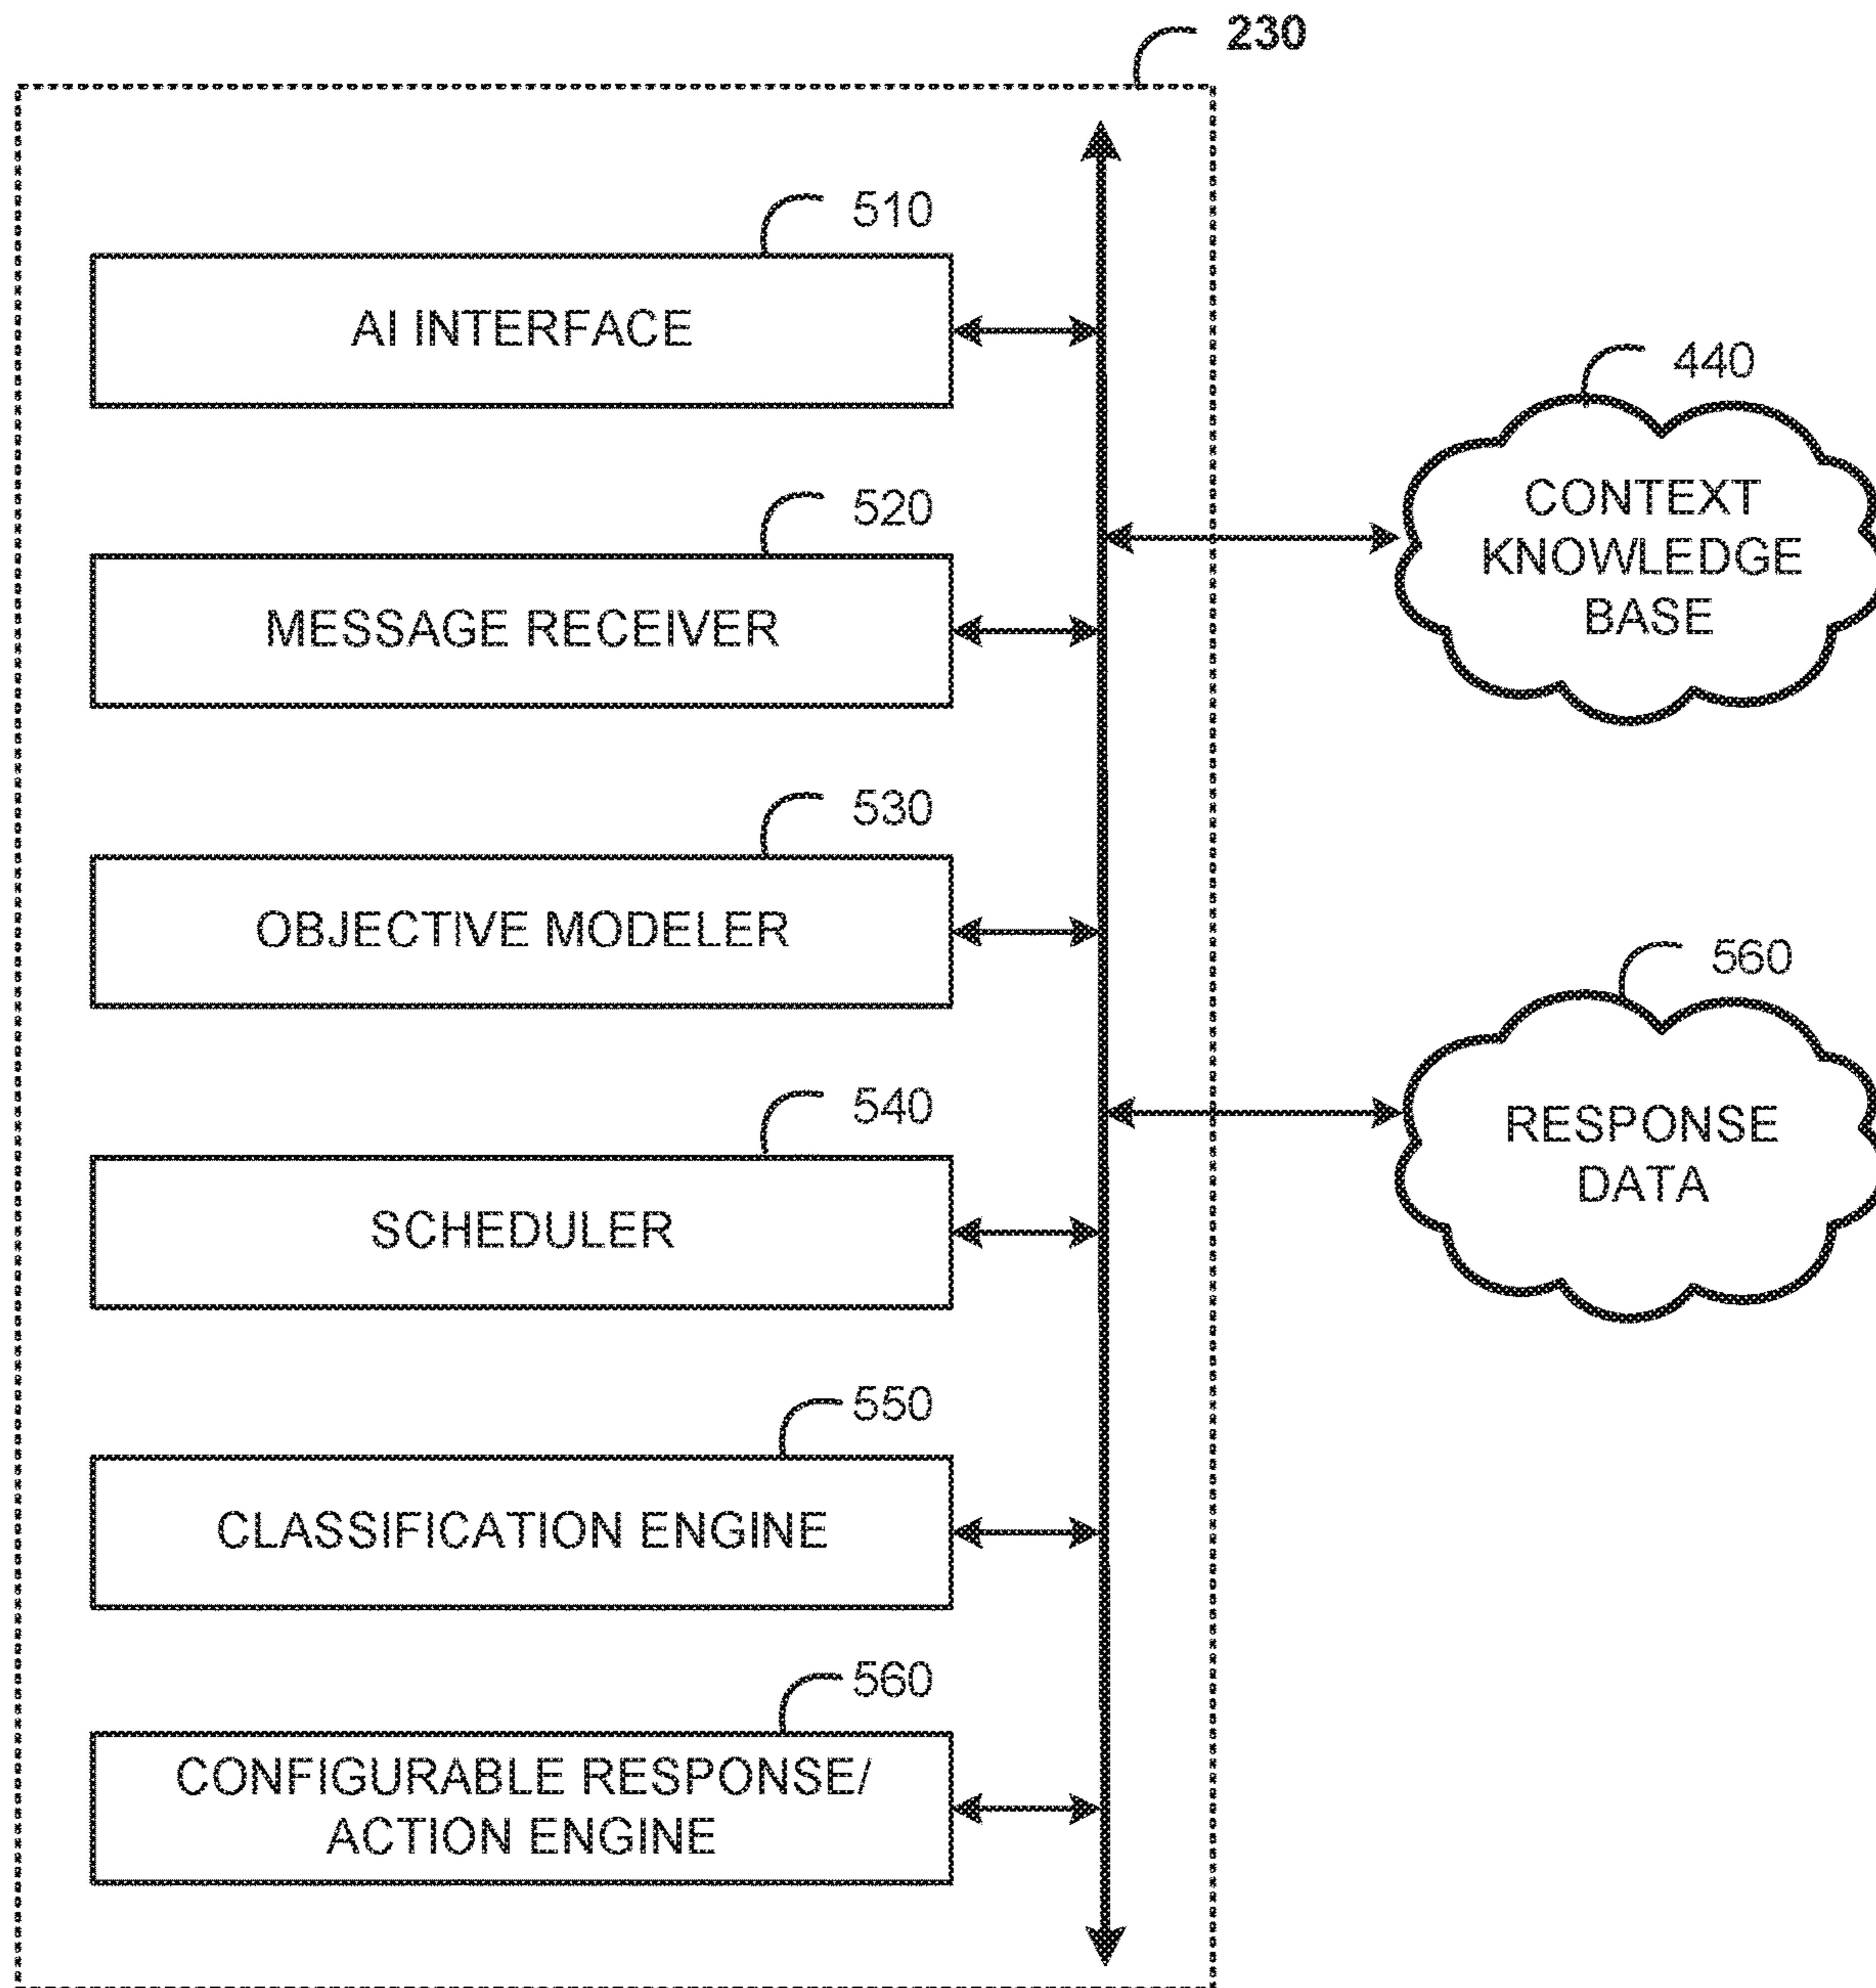 230
510
AI INTERFACE
520
MESSAGE RECEIVER
530
OBJECTIVE MODELER
540
SCHEDULER
550
CLASSIFICATION ENGINE
560
CONFIGURABLE RESPONSE/
ACTION ENGINE
440
CONTEXT
KNOWLEDGE
BASE
560
RESPONSE
DATA